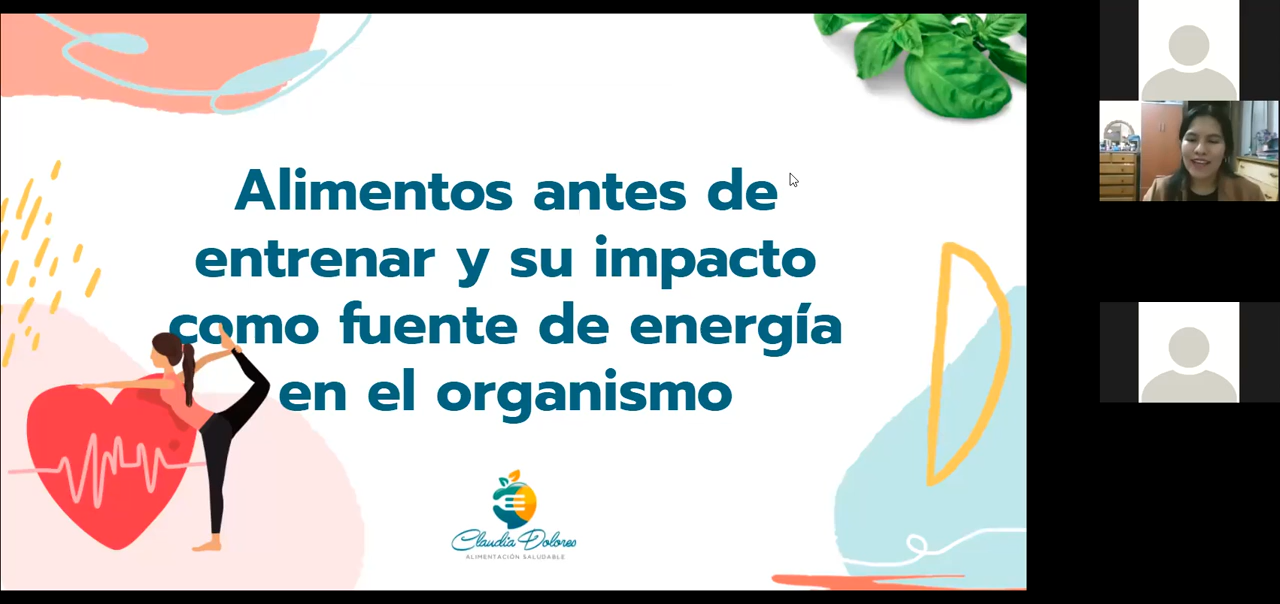 Alimentos antes de
entrenar y su impacto
como fuente de energía
en el organismo
Claudia Dolores
ALIMENTACIÓN SALUDABLE